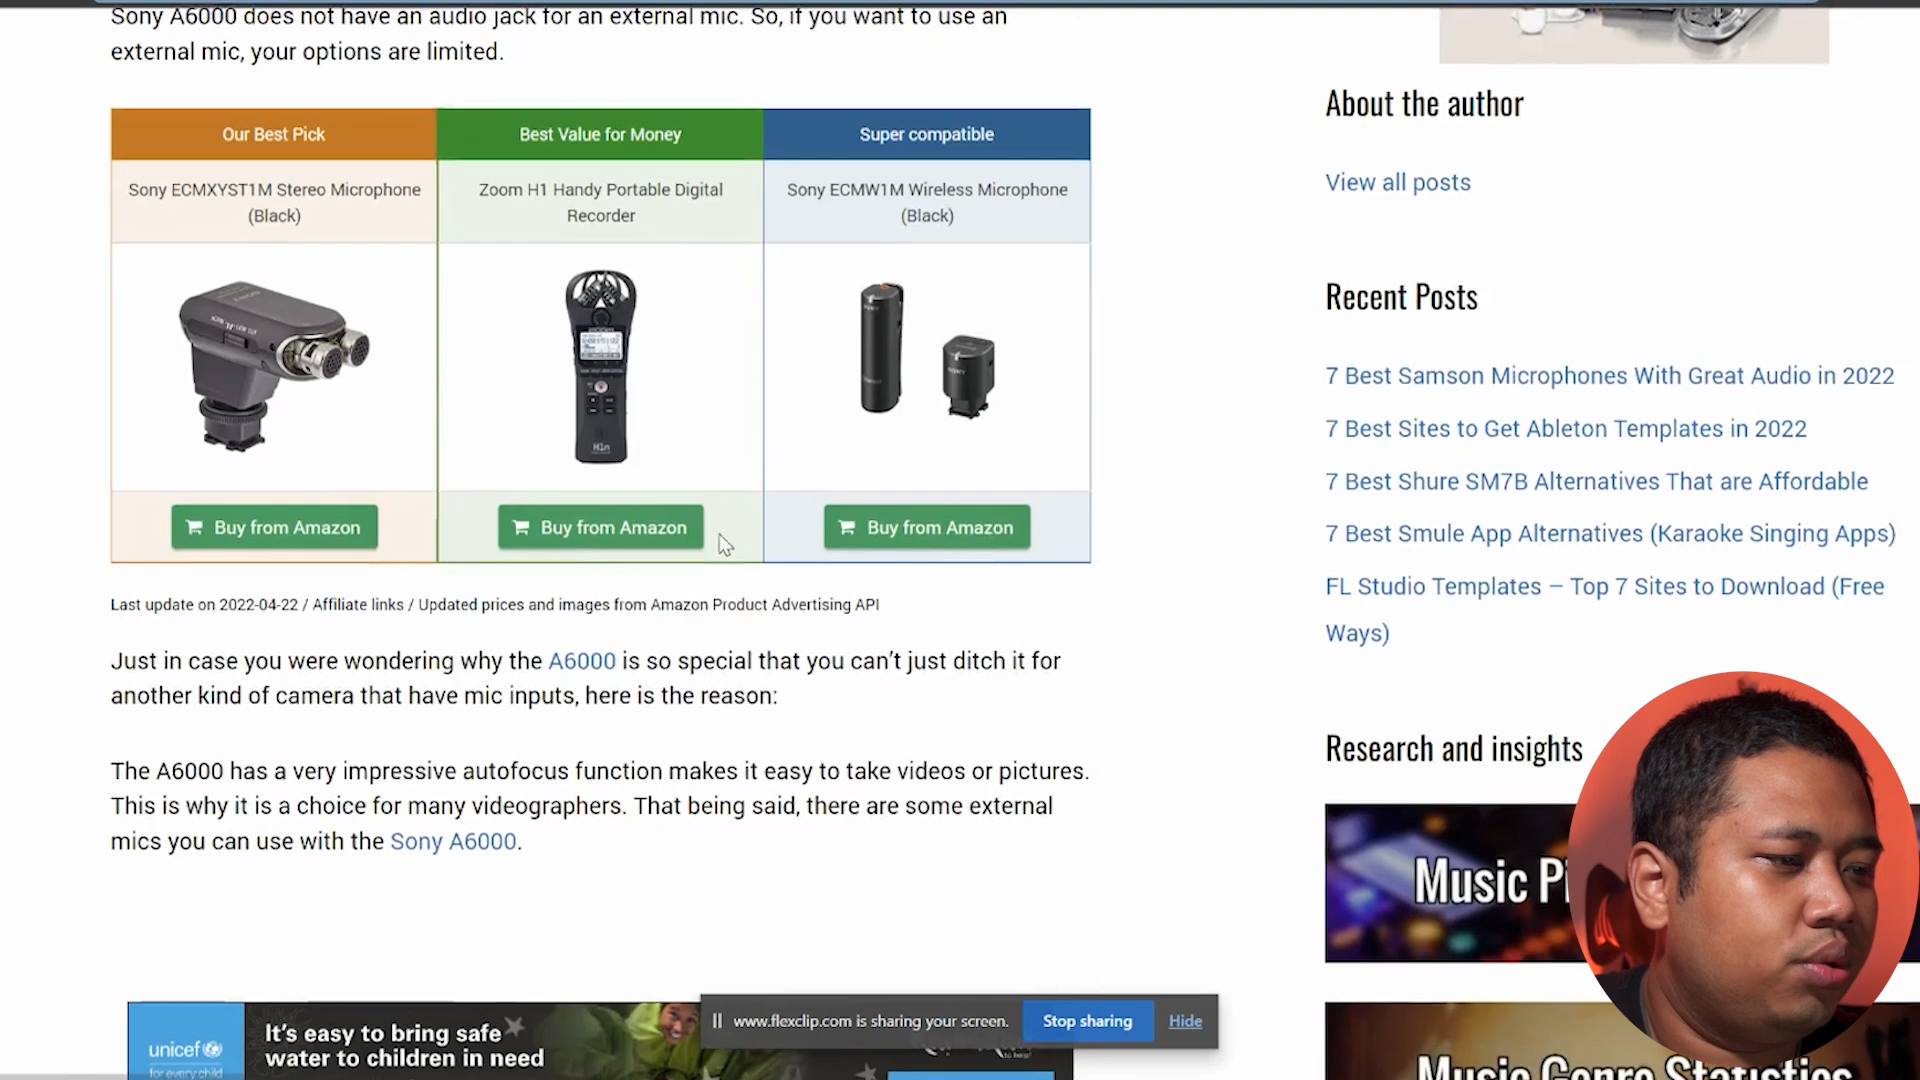 Sony A6000 does not have an audio jack for an external mic. So, if you want to use an
external mic, your options are limited.
Our Best Pick
Best Value for Money
Super compatible
Sony ECMXYST1M Stereo Microphone
(Black)
Zoom H1 Handy Portable Digital
Recorder
Sony ECMW1M Wireless Microphone
(Black)
H1n
Buy from Amazon
Buy from Amazon
Buy from Amazon
Last update on 2022-04-22 / Affiliate links / Updated prices and images from Amazon Product Advertising API
Just in case you were wondering why the A6000 is so special that you can't just ditch it for
another kind of camera that have mic inputs, here is the reason:
The A6000 has a very impressive autofocus function makes it easy to take videos or pictures.
This is why it is a choice for many videographers. That being said, there are some external
mics you can use with the Sony A6000.
unicef
for every child
It's easy to bring safe
water to children in need
www.flexclip.com is sharing your screen.
Stop sharing
Hide
About the author
View all posts
Recent Posts
7 Best Samson Microphones With Great Audio in 2022
7 Best Sites to Get Ableton Templates in 2022
7 Best Shure SM7B Alternatives That are Affordable
7 Best Smule App Alternatives (Karaoke Singing Apps)
FL Studio Templates – Top 7 Sites to Download (Free
Ways)
Research and insights
Music
Music Genre Statistics